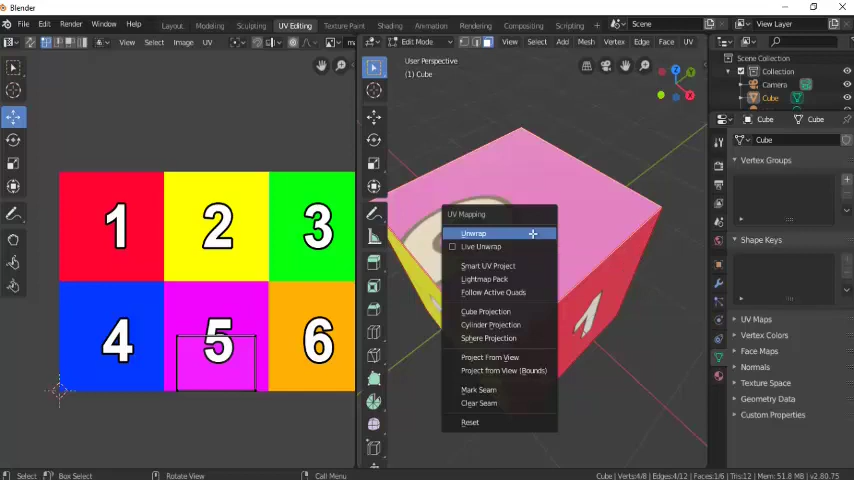 Blender
File Edit Render Window Help Layout Modeling Sculpting UV Editing Texture Paint Shading Animation Rendering Compositing Scripting + Scene View Layer
View Select Image UV Edit Mode View Select Add Mesh Vertex Edge Face UV
User Perspective
(1) Cube
Scene Collection
Collection
Camera
Cube
Cube Cube
Cube
Vertex Groups
Shape Keys
UV Maps
Vertex Colors
Face Maps
Normals
Texture Space
Geometry Data
Custom Properties
1 2 3
4 5 6
UV Mapping
Unwrap
Live Unwrap
Smart UV Project
Lightmap Pack
Follow Active Quads
Cube Projection
Cylinder Projection
Sphere Projection
Project From View
Project from View (Bounds)
Mark Seam
Clear Seam
Reset
Select Box Select Rotate View Call Menu Cube | Verts:4/8 | Edges:4/12 | Faces:1/6 | Tris:12 | Mem: 51.8 MB | v2.80.75